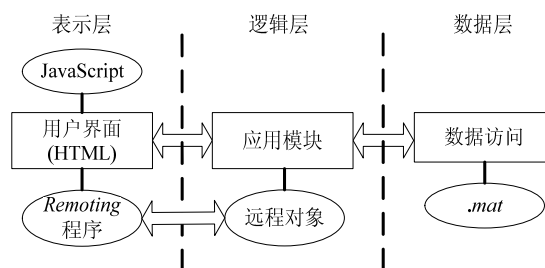 表示层
逻辑层
数据层
JavaScript
用户界面
(HTML)
应用模块
数据访问
Remoting
程序
远程对象
.mat